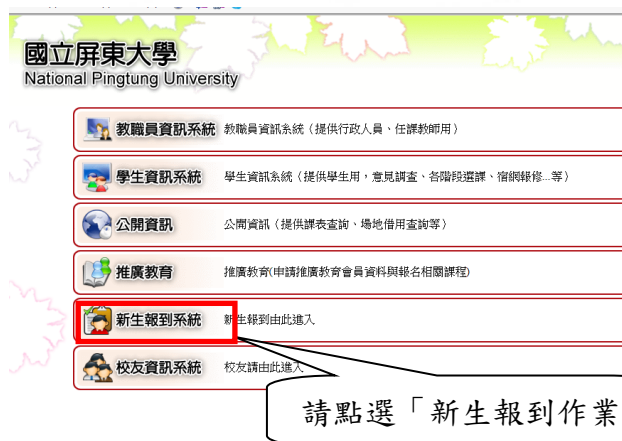 國立屏東大學
National Pingtung University
教職員資訊系統 教職員資訊系統（提供行政人員、任課教師用）
學生資訊系統 學生資訊系統（提供學生用，意見調查、各階段選課、宿網報修...等）
公開資訊 公開資訊（提供課表查詢、場地借用查詢等）
推廣教育 推廣教育(申請推廣教育會員資料與報名相關課程)
新生報到系統 新生報到由此進入
校友資訊系統 校友請由此進入
請點選「新生報到作業